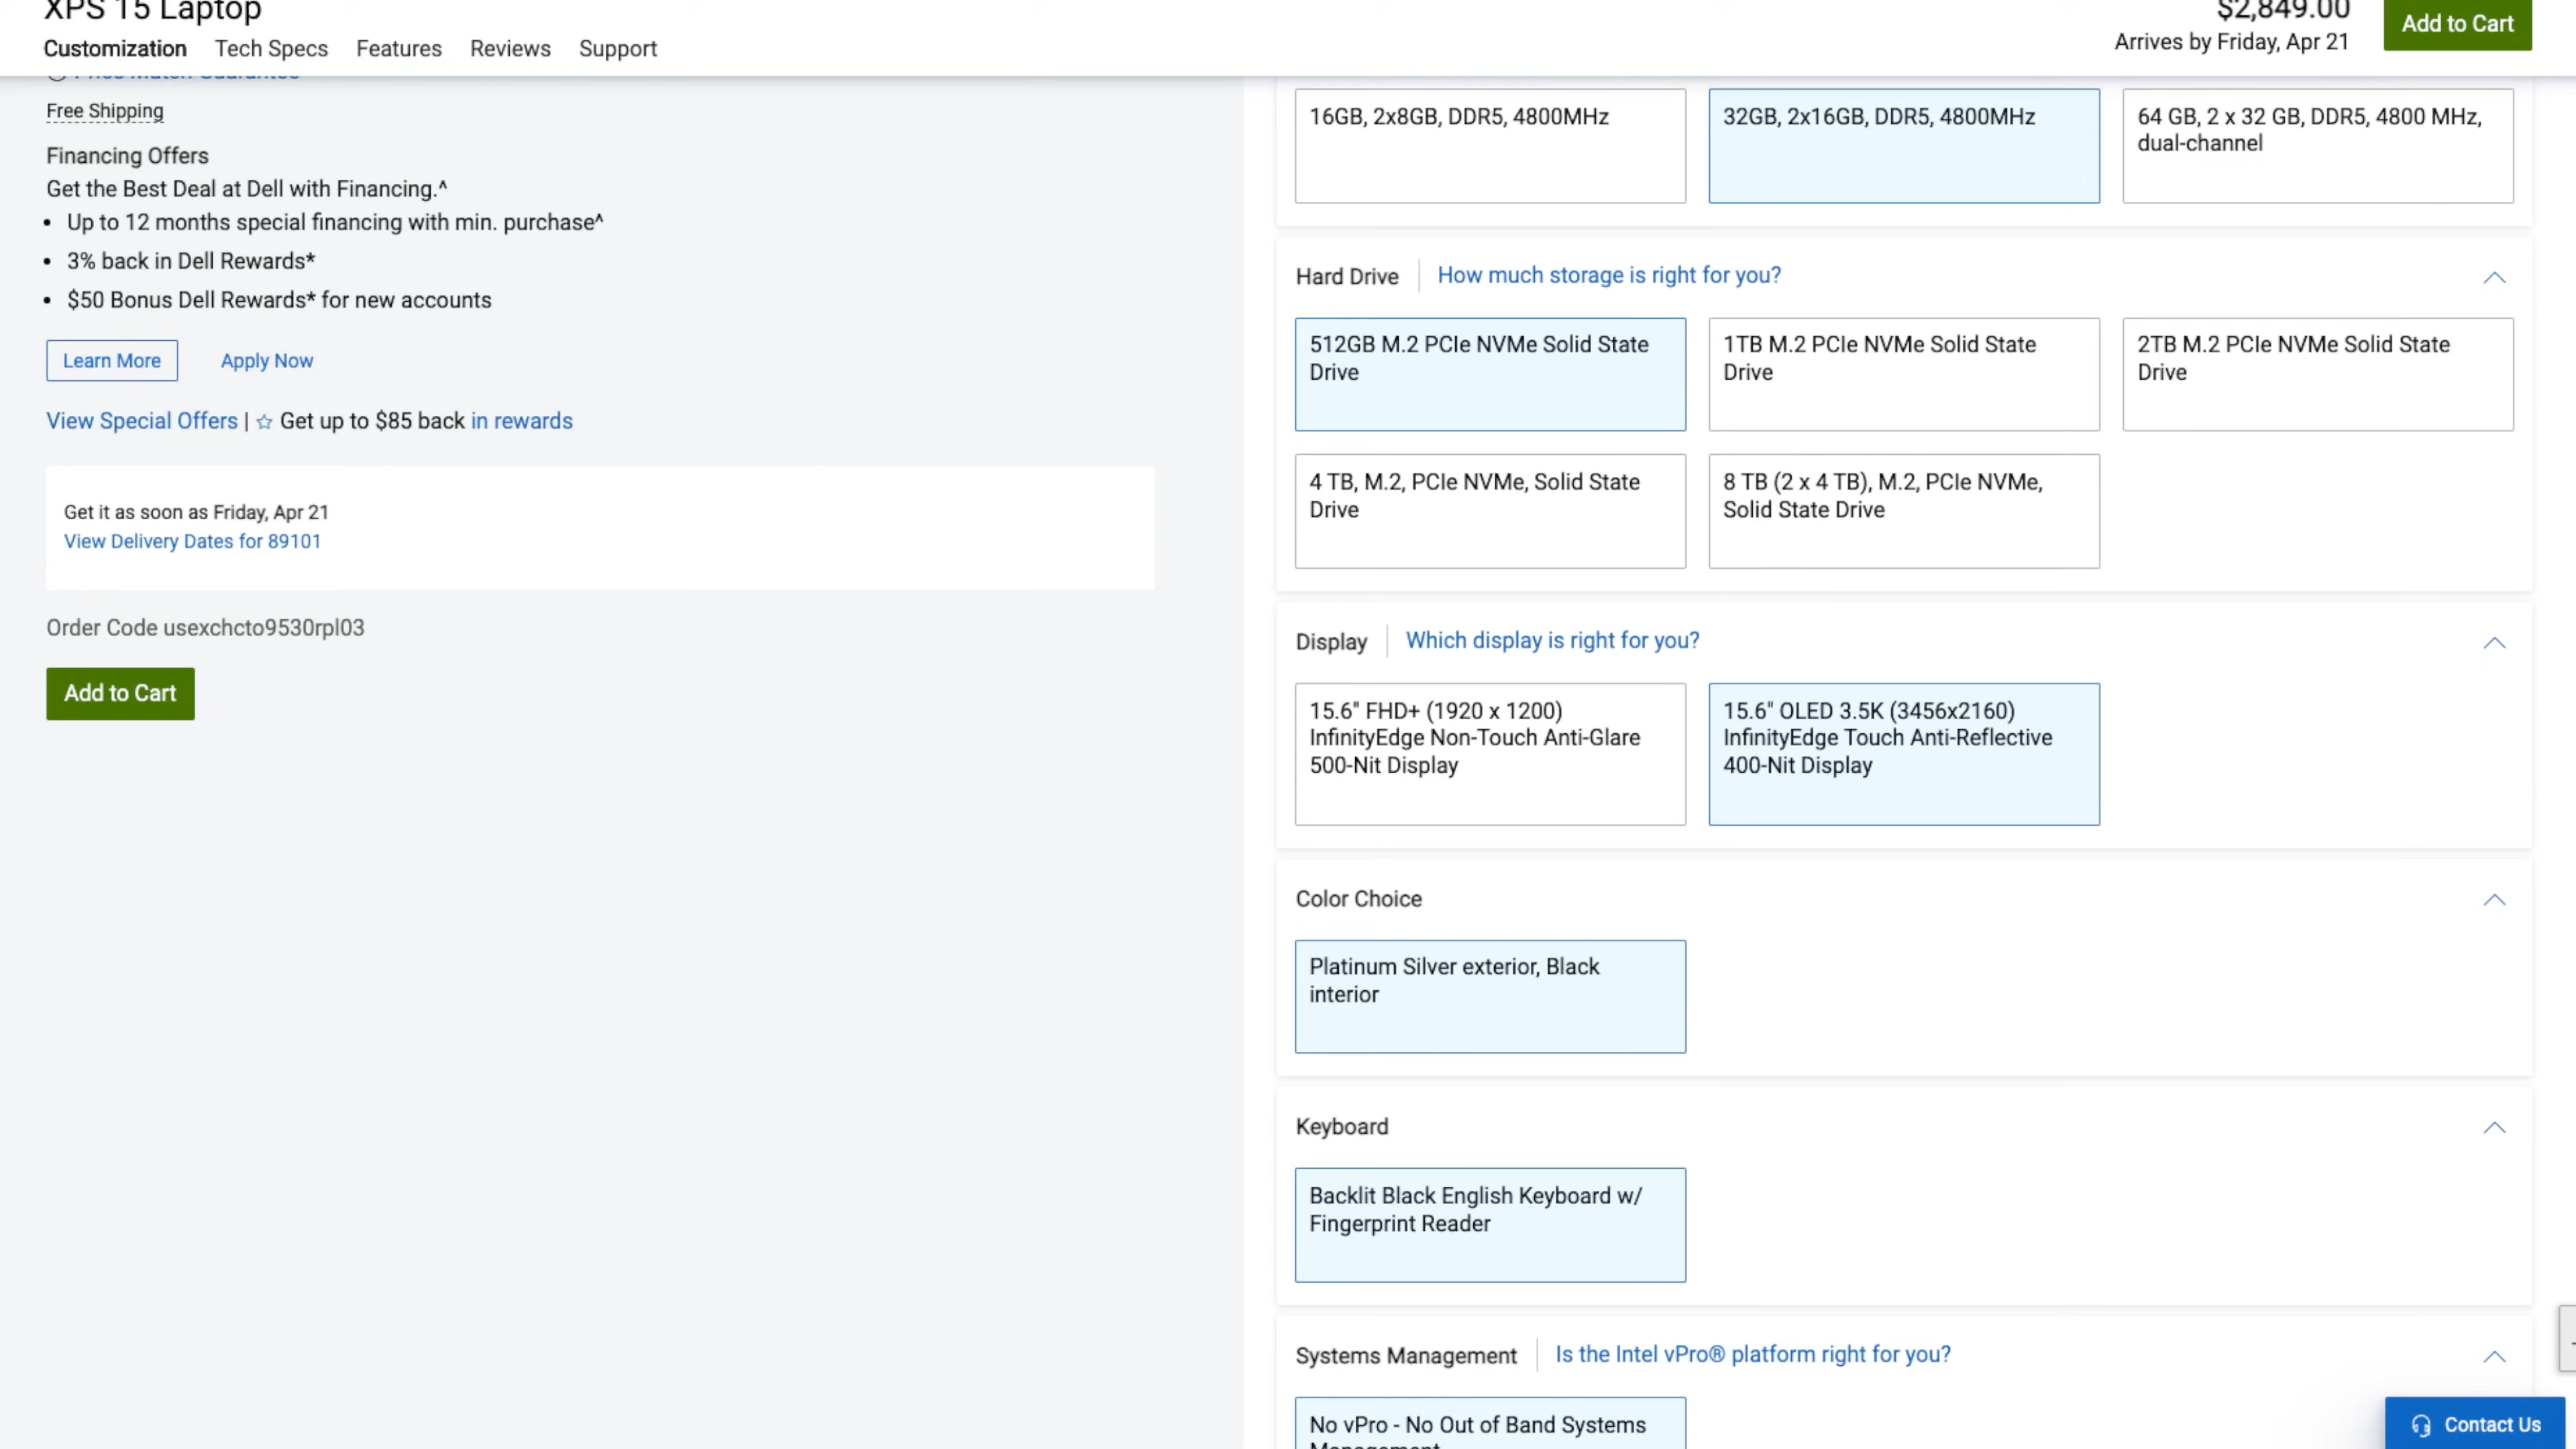 XPS 15 Laptop
$2,849.00
Arrives by Friday, Apr 21
Add to Cart
Customization
Tech Specs
Features
Reviews
Support
Price Match Guarantee
Free Shipping
Financing Offers
Get the Best Deal at Dell with Financing.^
• Up to 12 months special financing with min. purchase^
• 3% back in Dell Rewards*
• $50 Bonus Dell Rewards* for new accounts
Learn More
Apply Now
View Special Offers | ☆ Get up to $85 back in rewards
Get it as soon as Friday, Apr 21
View Delivery Dates for 89101
Order Code usexchcto9530rpl03
Add to Cart
16GB, 2x8GB, DDR5, 4800MHz
32GB, 2x16GB, DDR5, 4800MHz
64 GB, 2 x 32 GB, DDR5, 4800 MHz,
dual-channel
Hard Drive
How much storage is right for you?
512GB M.2 PCIe NVMe Solid State
Drive
1TB M.2 PCIe NVMe Solid State
Drive
2TB M.2 PCIe NVMe Solid State
Drive
4 TB, M.2, PCIe NVMe, Solid State
Drive
8 TB (2 x 4 TB), M.2, PCIe NVMe,
Solid State Drive
Display
Which display is right for you?
15.6" FHD+ (1920 x 1200)
InfinityEdge Non-Touch Anti-Glare
500-Nit Display
15.6" OLED 3.5K (3456x2160)
InfinityEdge Touch Anti-Reflective
400-Nit Display
Color Choice
Platinum Silver exterior, Black
interior
Keyboard
Backlit Black English Keyboard w/
Fingerprint Reader
Systems Management
Is the Intel vPro® platform right for you?
No vPro - No Out of Band Systems
Management
Contact Us